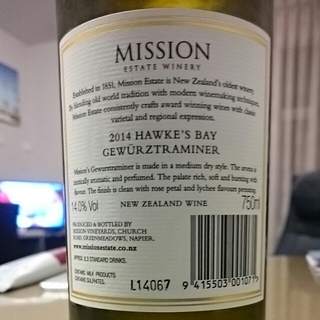 MISSION
ESTATE WINERY
Established in 1851, Mission Estate is New Zealand's oldest winery.
By blending old world tradition with modern winemaking techniques,
Mission Estate consistently crafts award winning wines with classic
varietal and regional expression.
2014 HAWKE'S BAY
GEWÜRZTRAMINER
Mission's Gewurztraminer is made in a medium dry style. The aroma is
intrically aromatic and perfumed. The palate rich, soft and bursting with
flavour. The finish is clean with rose petal and lychee flavours persisting.
14.0% Vol NEW ZEALAND WINE 750ml
PRODUCED & BOTTLED BY
MISSION VINEYARDS, CHURCH
ROAD, GREENMEADOWS, NAPIER.
www.missionestate.co.nz
APPROX. 8.3 STANDARD DRINKS.
CONTAINS MILK PRODUCTS
CONTAINS SULPHITES.
L14067
9 415503 001071